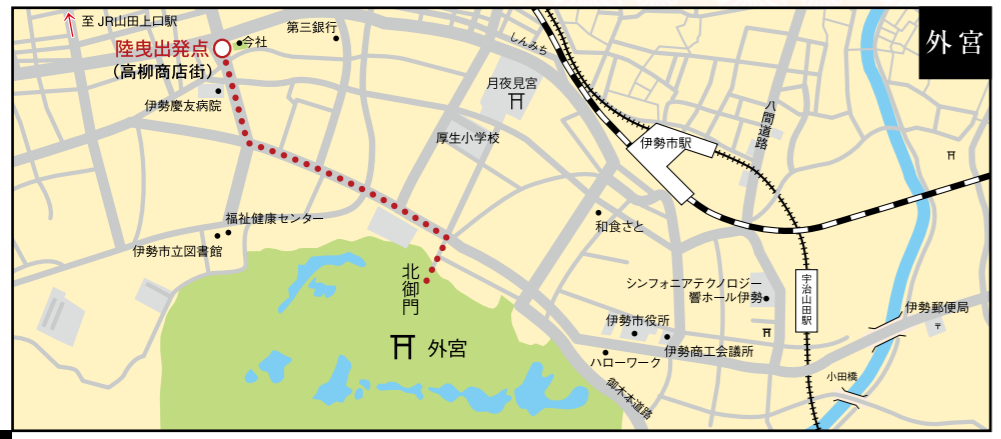 至 JR山田上口駅
第三銀行
外宮
陸曳出発点
今社
(高柳商店街)
しんみち
月夜見宮
伊勢慶友病院
八間道路
厚生小学校
伊勢市駅
福祉健康センター
和食さと
伊勢市立図書館
北御門
シンフォニアテクノロジー
響ホール伊勢
宇治山田駅
伊勢郵便局
〒
伊勢市役所
外宮
伊勢商工会議所
ハローワーク
小田橋
御木本道路